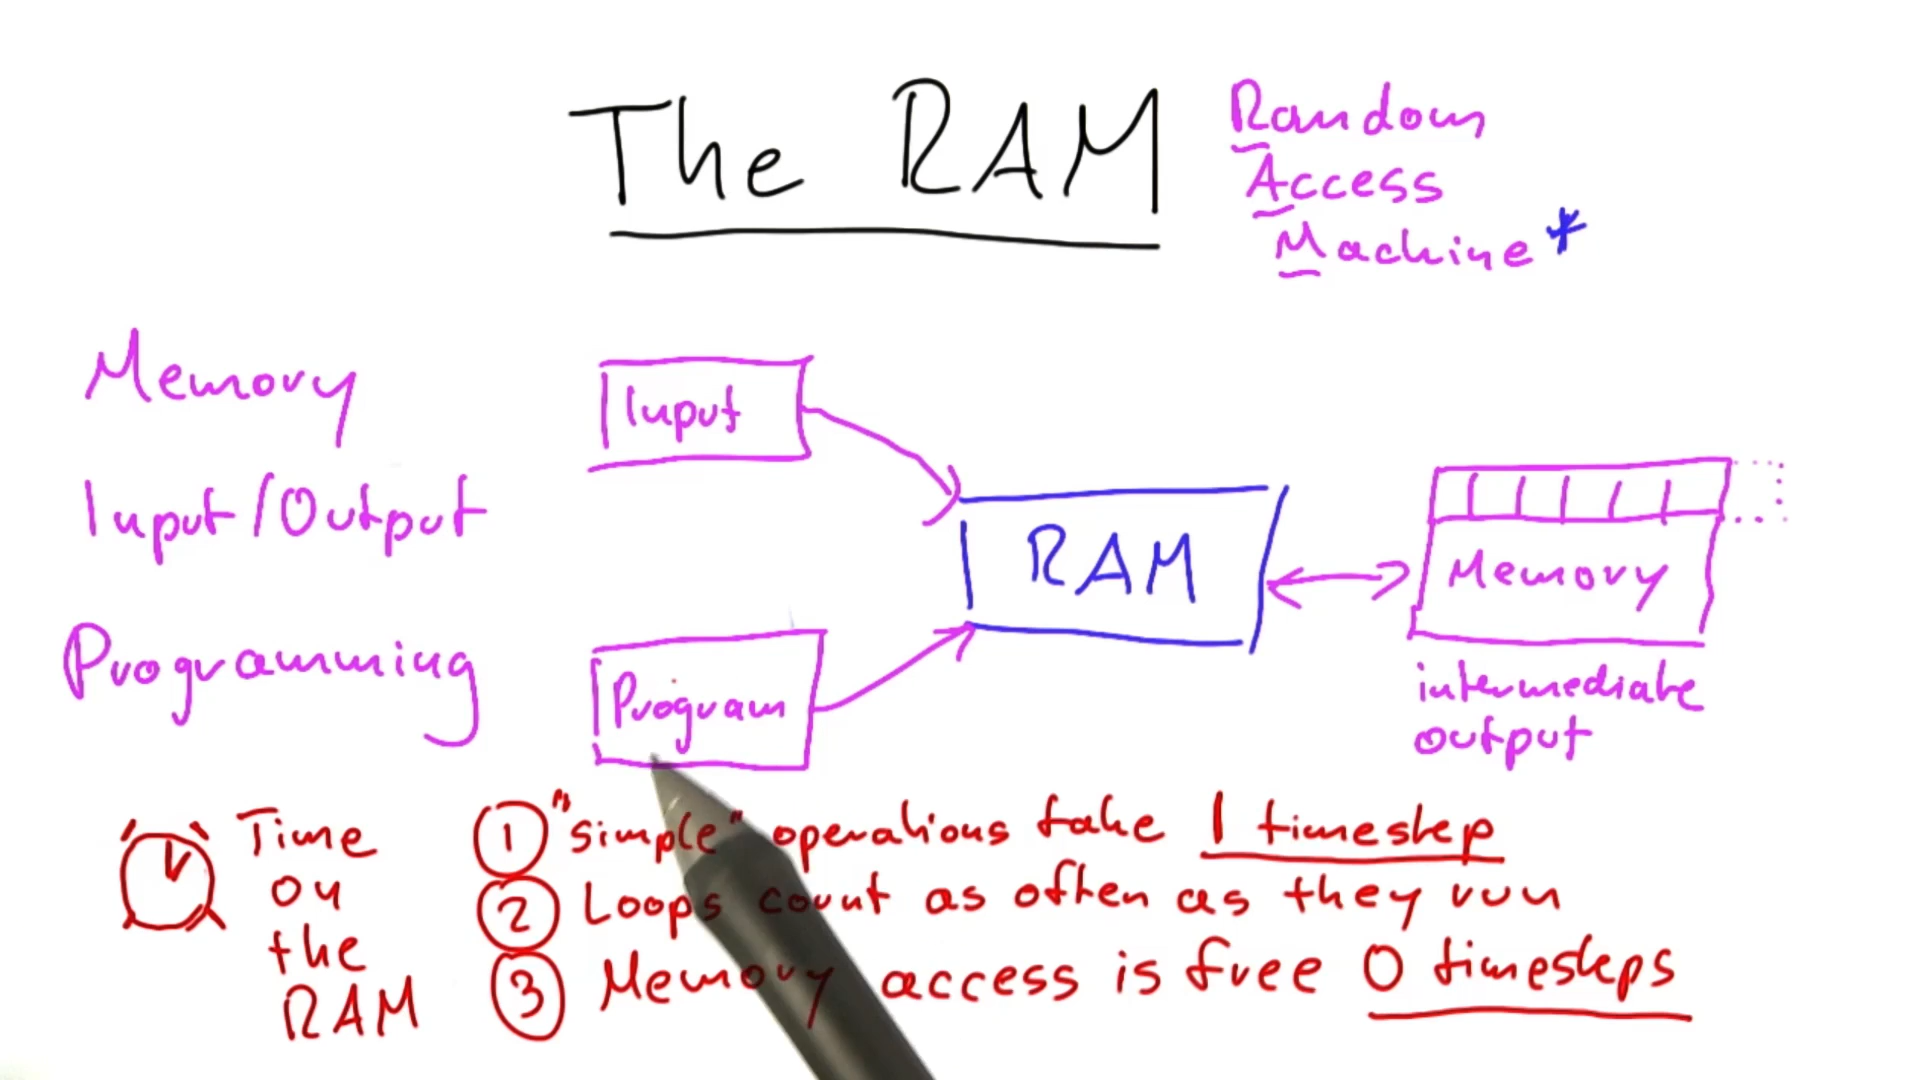 The RAM
Random
Access
Machine*
Memory
Input/Output
Programming
Input
Program
RAM
Memory
intermediate
output
Time
on
the
RAM
1 "simple" operations take 1 timestep
2 Loops count as often as they run
3 Memory access is free 0 timesteps